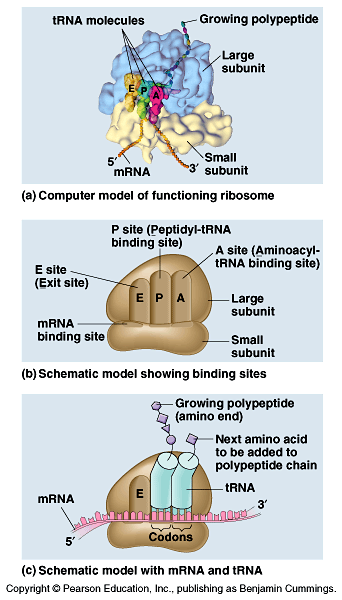 tRNA molecules
Growing polypeptide
Large
subunit
E P A
5′
mRNA
3′
Small
subunit
(a) Computer model of functioning ribosome
P site (Peptidyl-tRNA
binding site)
A site (Aminoacyl-
tRNA binding site)
E site
(Exit site)
E P A
Large
subunit
mRNA
binding site
Small
subunit
(b) Schematic model showing binding sites
Growing polypeptide
(amino end)
Next amino acid
to be added to
polypeptide chain
E
tRNA
mRNA
3′
5′
Codons
(c) Schematic model with mRNA and tRNA
Copyright © Pearson Education, Inc., publishing as Benjamin Cummings.